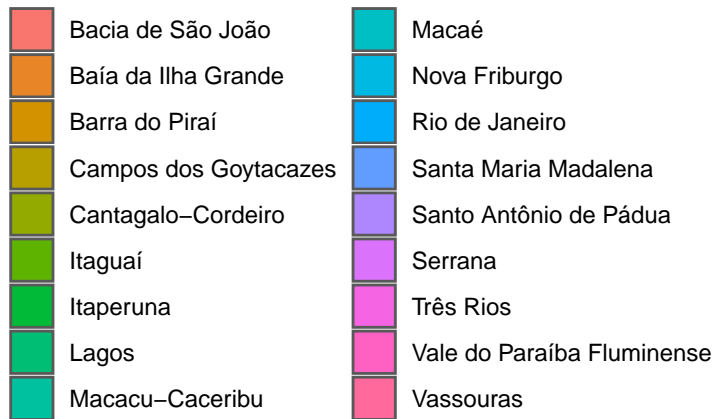 Bacia de São João
Baía da Ilha Grande
Barra do Piraí
Campos dos Goytacazes
Cantagalo−Cordeiro
Itaguaí
Itaperuna
Lagos
Macacu−Caceribu
Macaé
Nova Friburgo
Rio de Janeiro
Santa Maria Madalena
Santo Antônio de Pádua
Serrana
Três Rios
Vale do Paraíba Fluminense
Vassouras